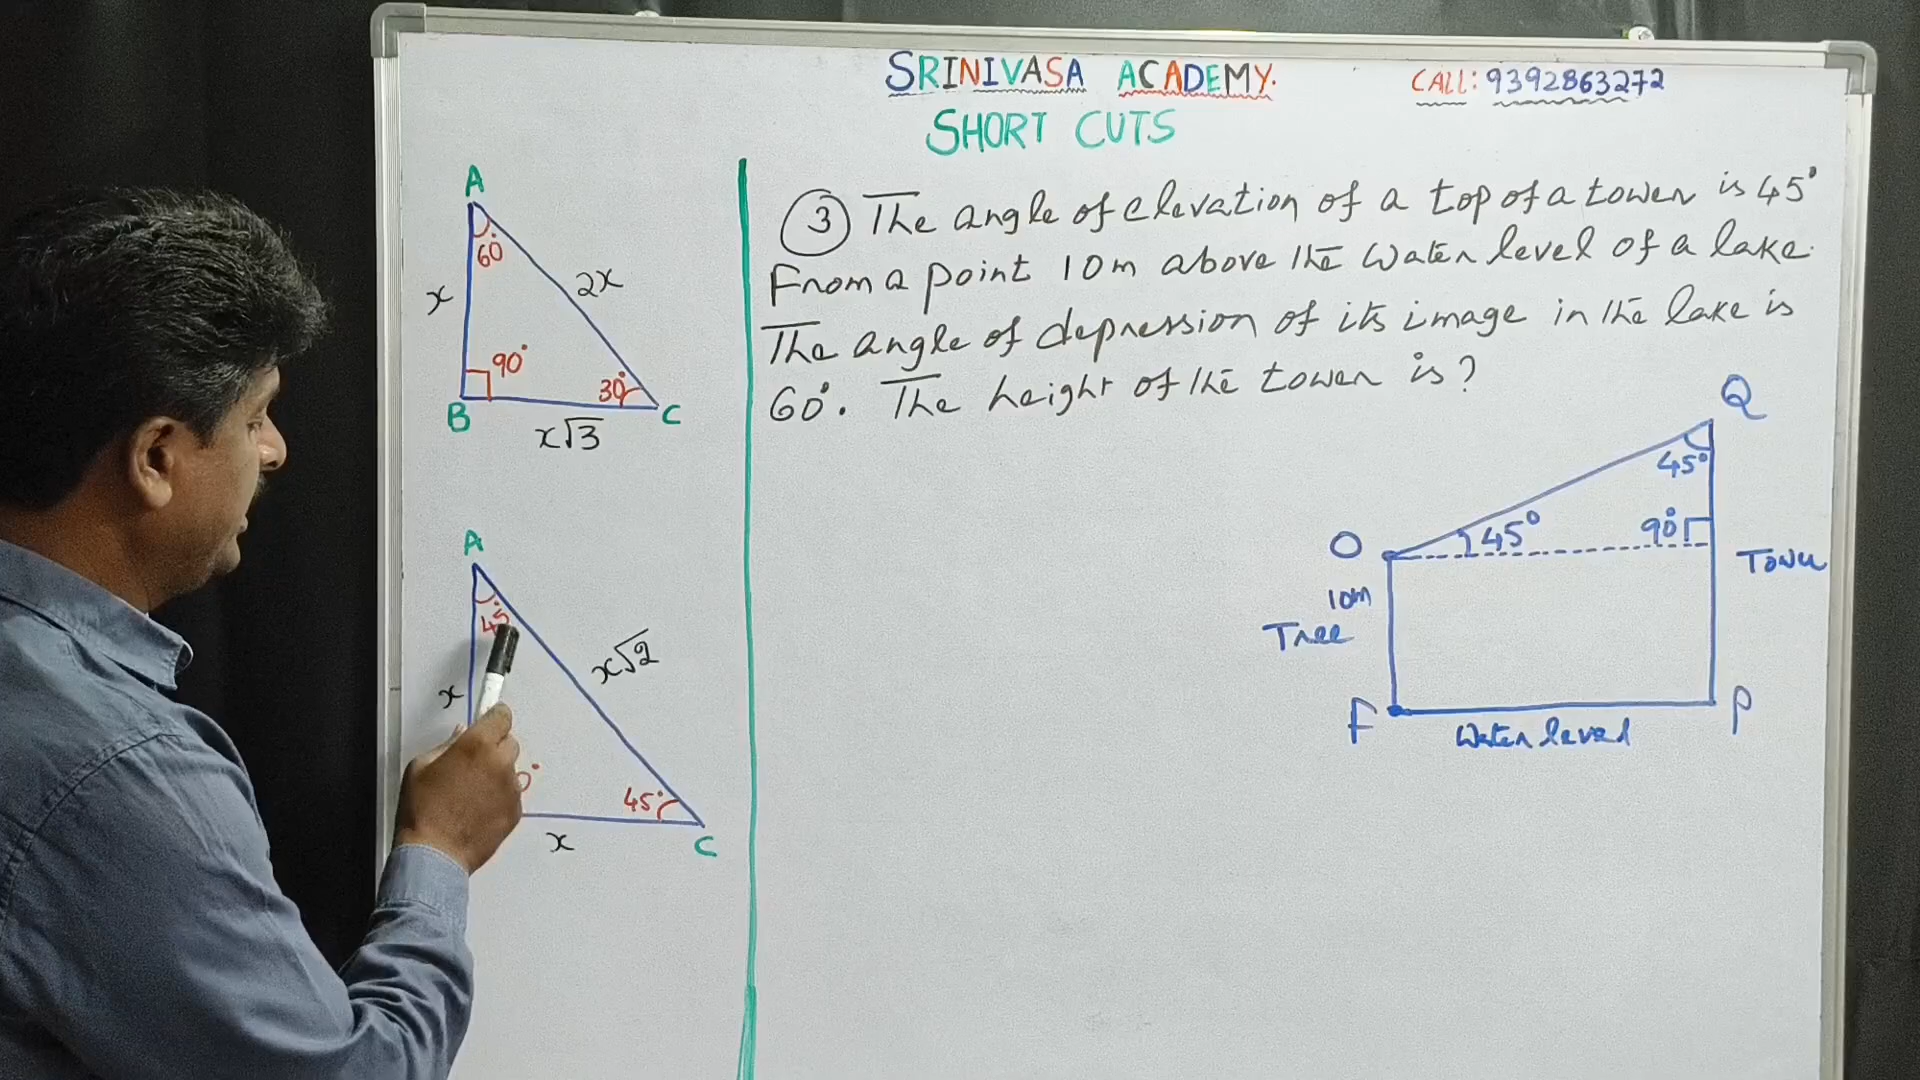 SRINIVASA ACADEMY.
CALL: 9392863272
SHORT CUTS
A
60°
x
2x
90°
30°
B
C
x√3
A
45°
x√2
x
45°
x
C
③ The angle of elevation of a top of a tower is 45°
From a point 10m above the water level of a lake.
The angle of depression of its image in the lake is
60°. The height of the tower is?
Q
45°
45°
90°
O
10m
Tree
F
P
Water level